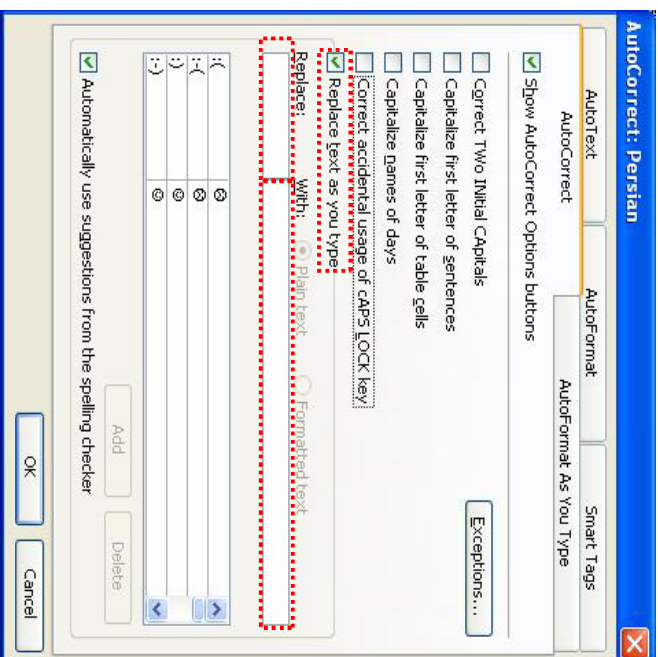 AutoCorrect: Persian
AutoText AutoFormat Smart Tags
AutoCorrect AutoFormat As You Type
Show AutoCorrect Options buttons
Correct TWo INitial CApitals Exceptions...
Capitalize first letter of sentences
Capitalize first letter of table cells
Capitalize names of days
Correct accidental usage of cAPS LOCK key
Replace text as you type
Replace: With: Plain text Formatted text
:( ☹
:-( ☹
:) ☺
:-) ☺
Add Delete
Automatically use suggestions from the spelling checker
OK Cancel